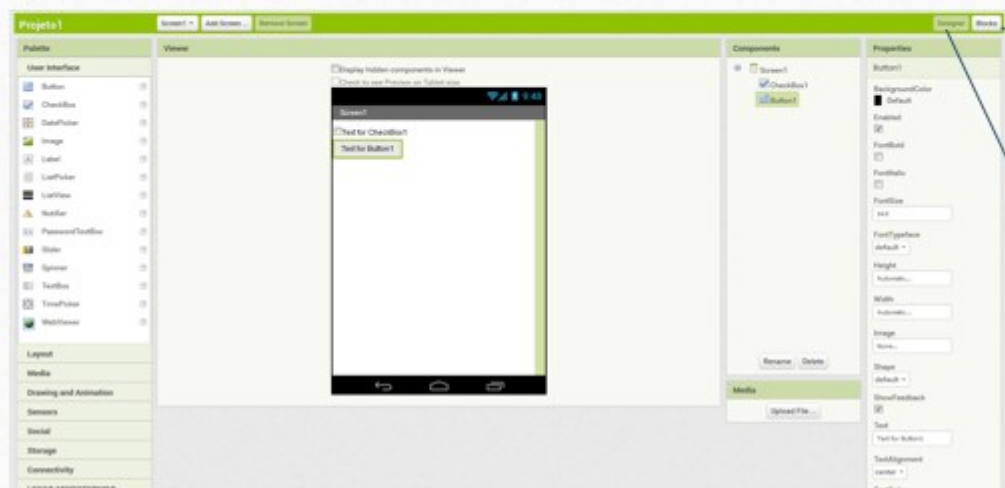 Projeto1
Screen1
Add Screen ...
Remove Screen
Designer
Blocks
Palette
User Interface
Button
CheckBox
DatePicker
Image
Label
ListPicker
ListView
Notifier
PasswordTextBox
Slider
Spinner
TextBox
TimePicker
WebViewer
Layout
Media
Drawing and Animation
Sensors
Social
Storage
Connectivity
Viewer
Display hidden components in Viewer
Check to see Preview on Tablet size.
9:48
Screen1
Text for CheckBox1
Text for Button1
Components
Screen1
CheckBox1
Button1
Rename
Delete
Media
Upload File ...
Properties
Button1
BackgroundColor
Default
Enabled
FontBold
FontItalic
FontSize
14.0
FontTypeface
default
Height
Automatic...
Width
Automatic...
Image
None...
Shape
default
ShowFeedback
Text
Text for Button1
TextAlignment
center